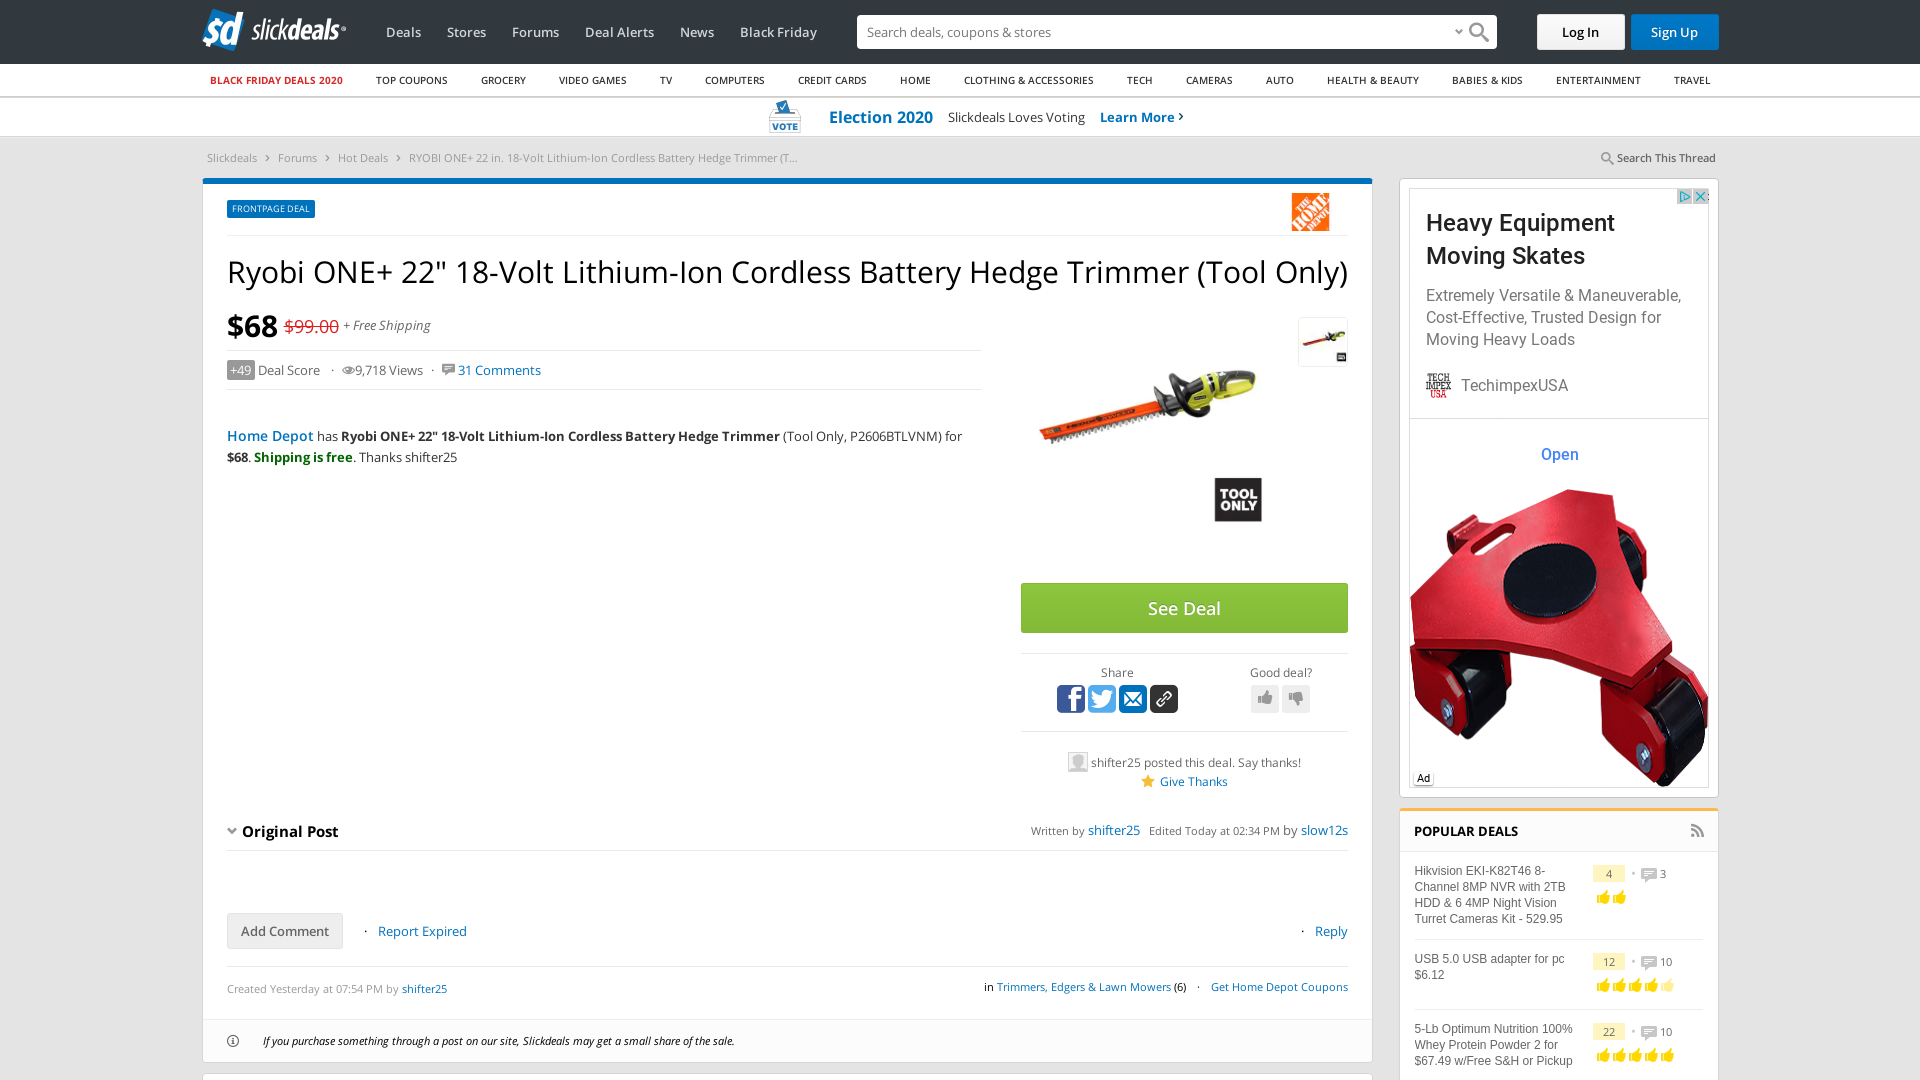 sd slickdeals
Deals
Stores
Forums
Deal Alerts
News
Black Friday
Search deals, coupons & stores
Log In
Sign Up
BLACK FRIDAY DEALS 2020
TOP COUPONS
GROCERY
VIDEO GAMES
TV
COMPUTERS
CREDIT CARDS
HOME
CLOTHING & ACCESSORIES
TECH
CAMERAS
AUTO
HEALTH & BEAUTY
BABIES & KIDS
ENTERTAINMENT
TRAVEL
VOTE
Election 2020
Slickdeals Loves Voting
Learn More
Slickdeals
Forums
Hot Deals
RYOBI ONE+ 22 in. 18-Volt Lithium-Ion Cordless Battery Hedge Trimmer (T...
Search This Thread
FRONTPAGE DEAL
THE HOME DEPOT
Ryobi ONE+ 22" 18-Volt Lithium-Ion Cordless Battery Hedge Trimmer (Tool Only)
$68 $99.00 + Free Shipping
+49 Deal Score · 9,718 Views · 31 Comments
Home Depot has Ryobi ONE+ 22" 18-Volt Lithium-Ion Cordless Battery Hedge Trimmer (Tool Only, P2606BTLVNM) for
$68. Shipping is free. Thanks shifter25
TOOL
ONLY
See Deal
Share
Good deal?
shifter25 posted this deal. Say thanks!
Give Thanks
Original Post
Written by shifter25 Edited Today at 02:34 PM by slow12s
Add Comment
· Report Expired
· Reply
Created Yesterday at 07:54 PM by shifter25
in Trimmers, Edgers & Lawn Mowers (6) · Get Home Depot Coupons
If you purchase something through a post on our site, Slickdeals may get a small share of the sale.
Heavy Equipment
Moving Skates
Extremely Versatile & Maneuverable,
Cost-Effective, Trusted Design for
Moving Heavy Loads
TECH
IMPEX
USA
TechimpexUSA
Open
Ad
POPULAR DEALS
Hikvision EKI-K82T46 8-
Channel 8MP NVR with 2TB
HDD & 6 4MP Night Vision
Turret Cameras Kit - 529.95
4 • 3
USB 5.0 USB adapter for pc
$6.12
12 • 10
5-Lb Optimum Nutrition 100%
Whey Protein Powder 2 for
$67.49 w/Free S&H or Pickup
22 • 10